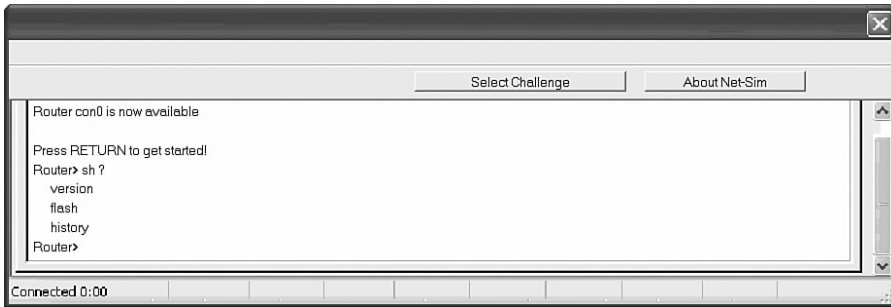 Select Challenge
About Net-Sim
Router con0 is now available
Press RETURN to get started!
Router> sh ?
version
flash
history
Router>
Connected 0:00